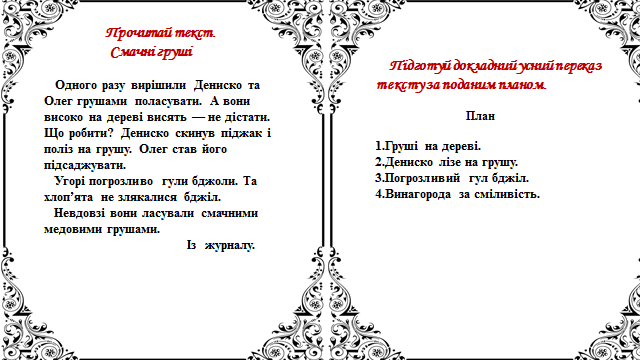 Прочитай текст.
Смачні груші
Одного разу вирішили Дениско та
Олег грушами поласувати. А вони
високо на дереві висять — не дістати.
Що робити? Дениско скинув піджак і
поліз на грушу. Олег став його
підсаджувати.
Угорі погрозливо гули бджоли. Та
хлоп’ята не злякалися бджіл.
Невдовзі вони ласували смачними
медовими грушами.
Із журналу.
Підготуй докладний усний переказ
тексту за поданим планом.
План
1.Груші на дереві.
2.Дениско лізе на грушу.
3.Погрозливий гул бджіл.
4.Винагорода за сміливість.